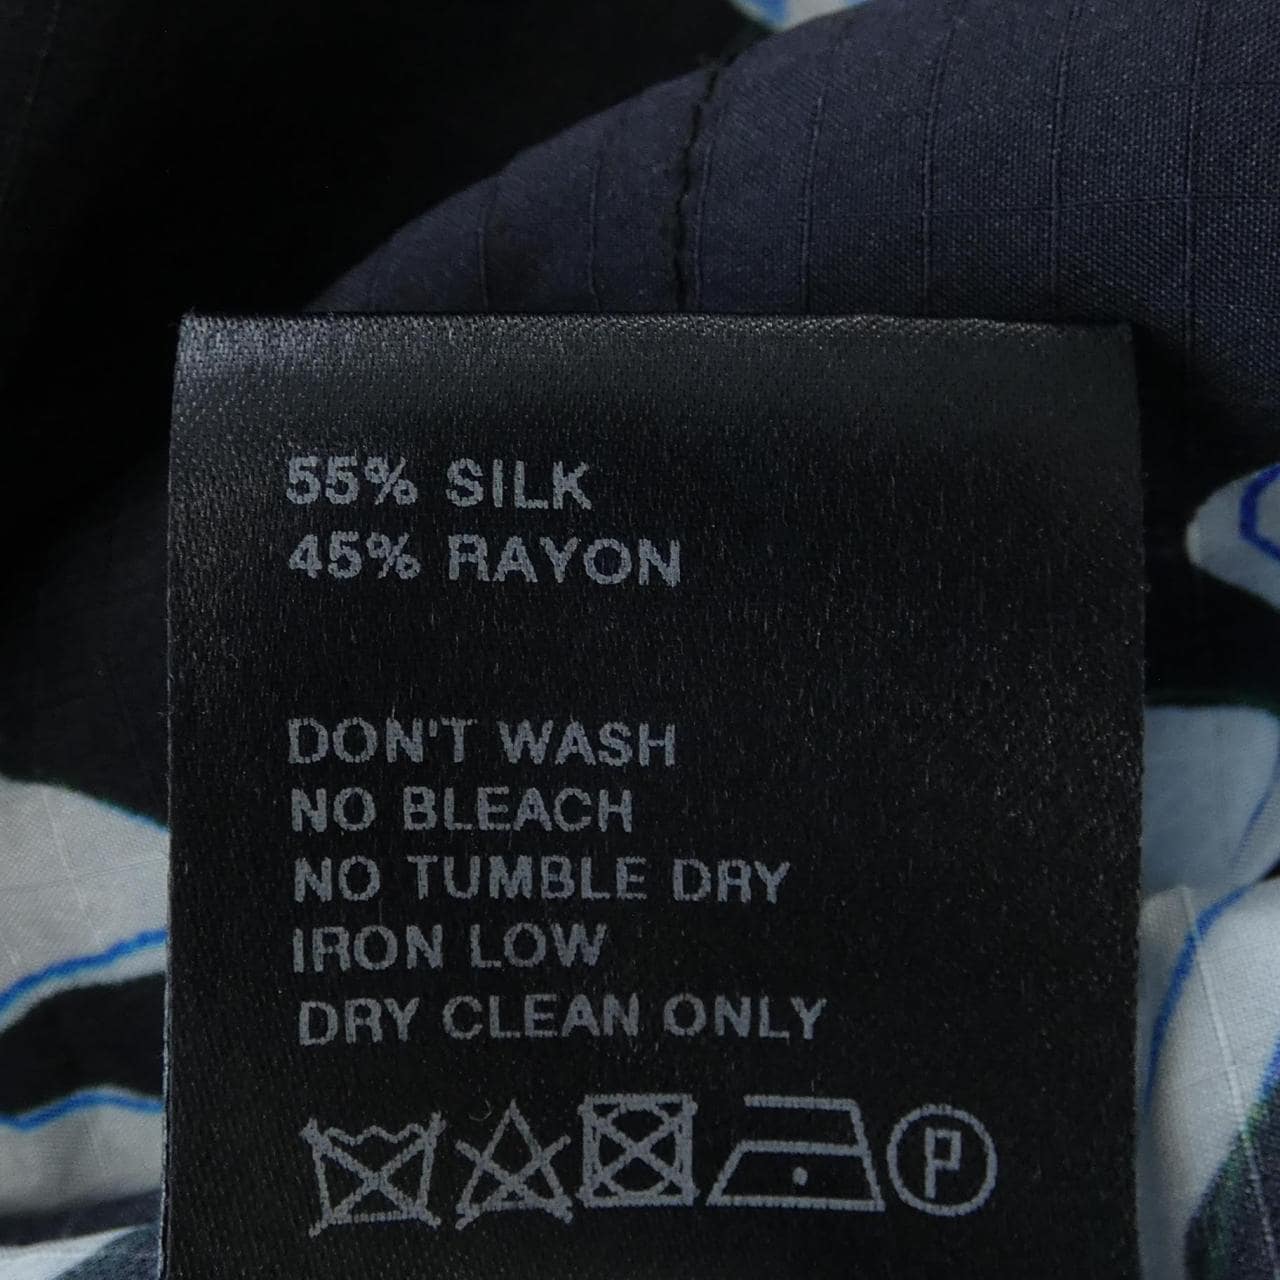 55% SILK
45% RAYON
DON'T WASH
NO BLEACH
NO TUMBLE DRY
IRON LOW
DRY CLEAN ONLY
P